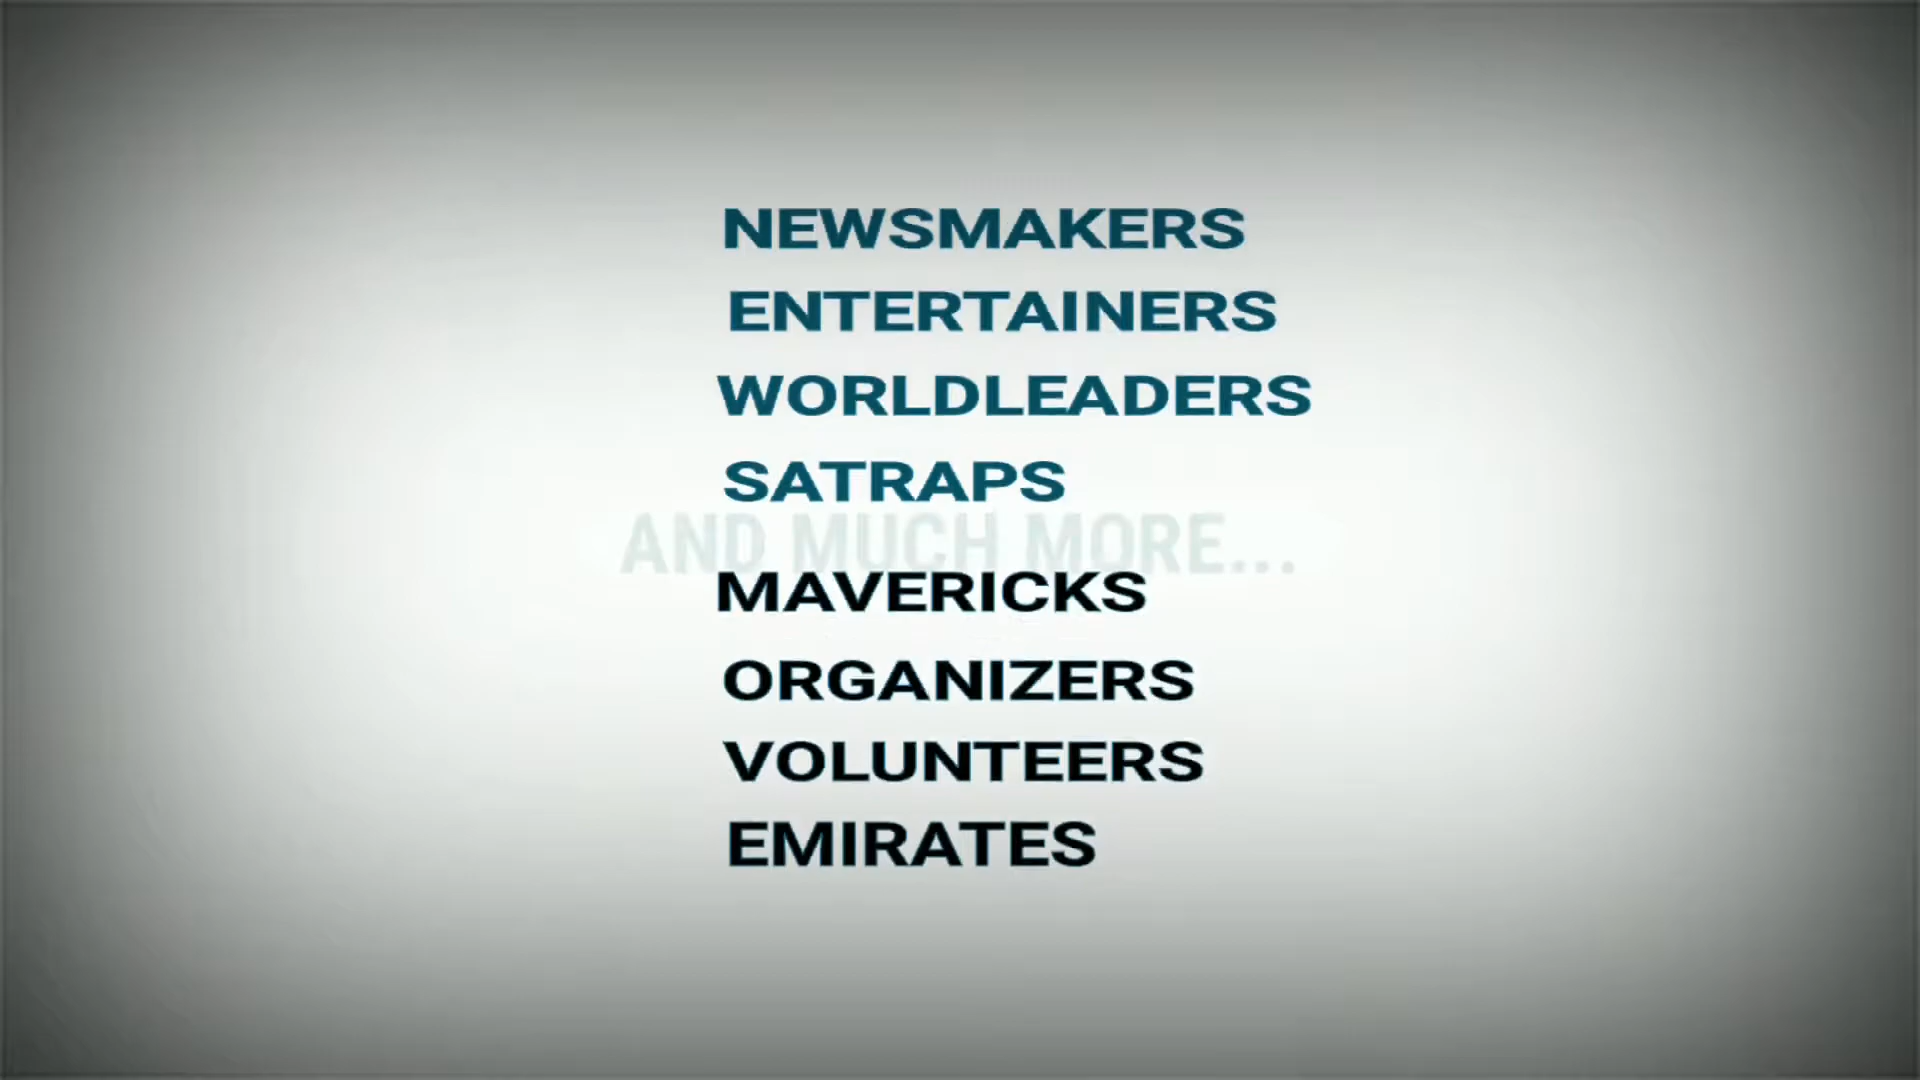 NEWSMAKERS
ENTERTAINERS
WORLDLEADERS
SATRAPS
AND MUCH MORE...
MAVERICKS
ORGANIZERS
VOLUNTEERS
EMIRATES